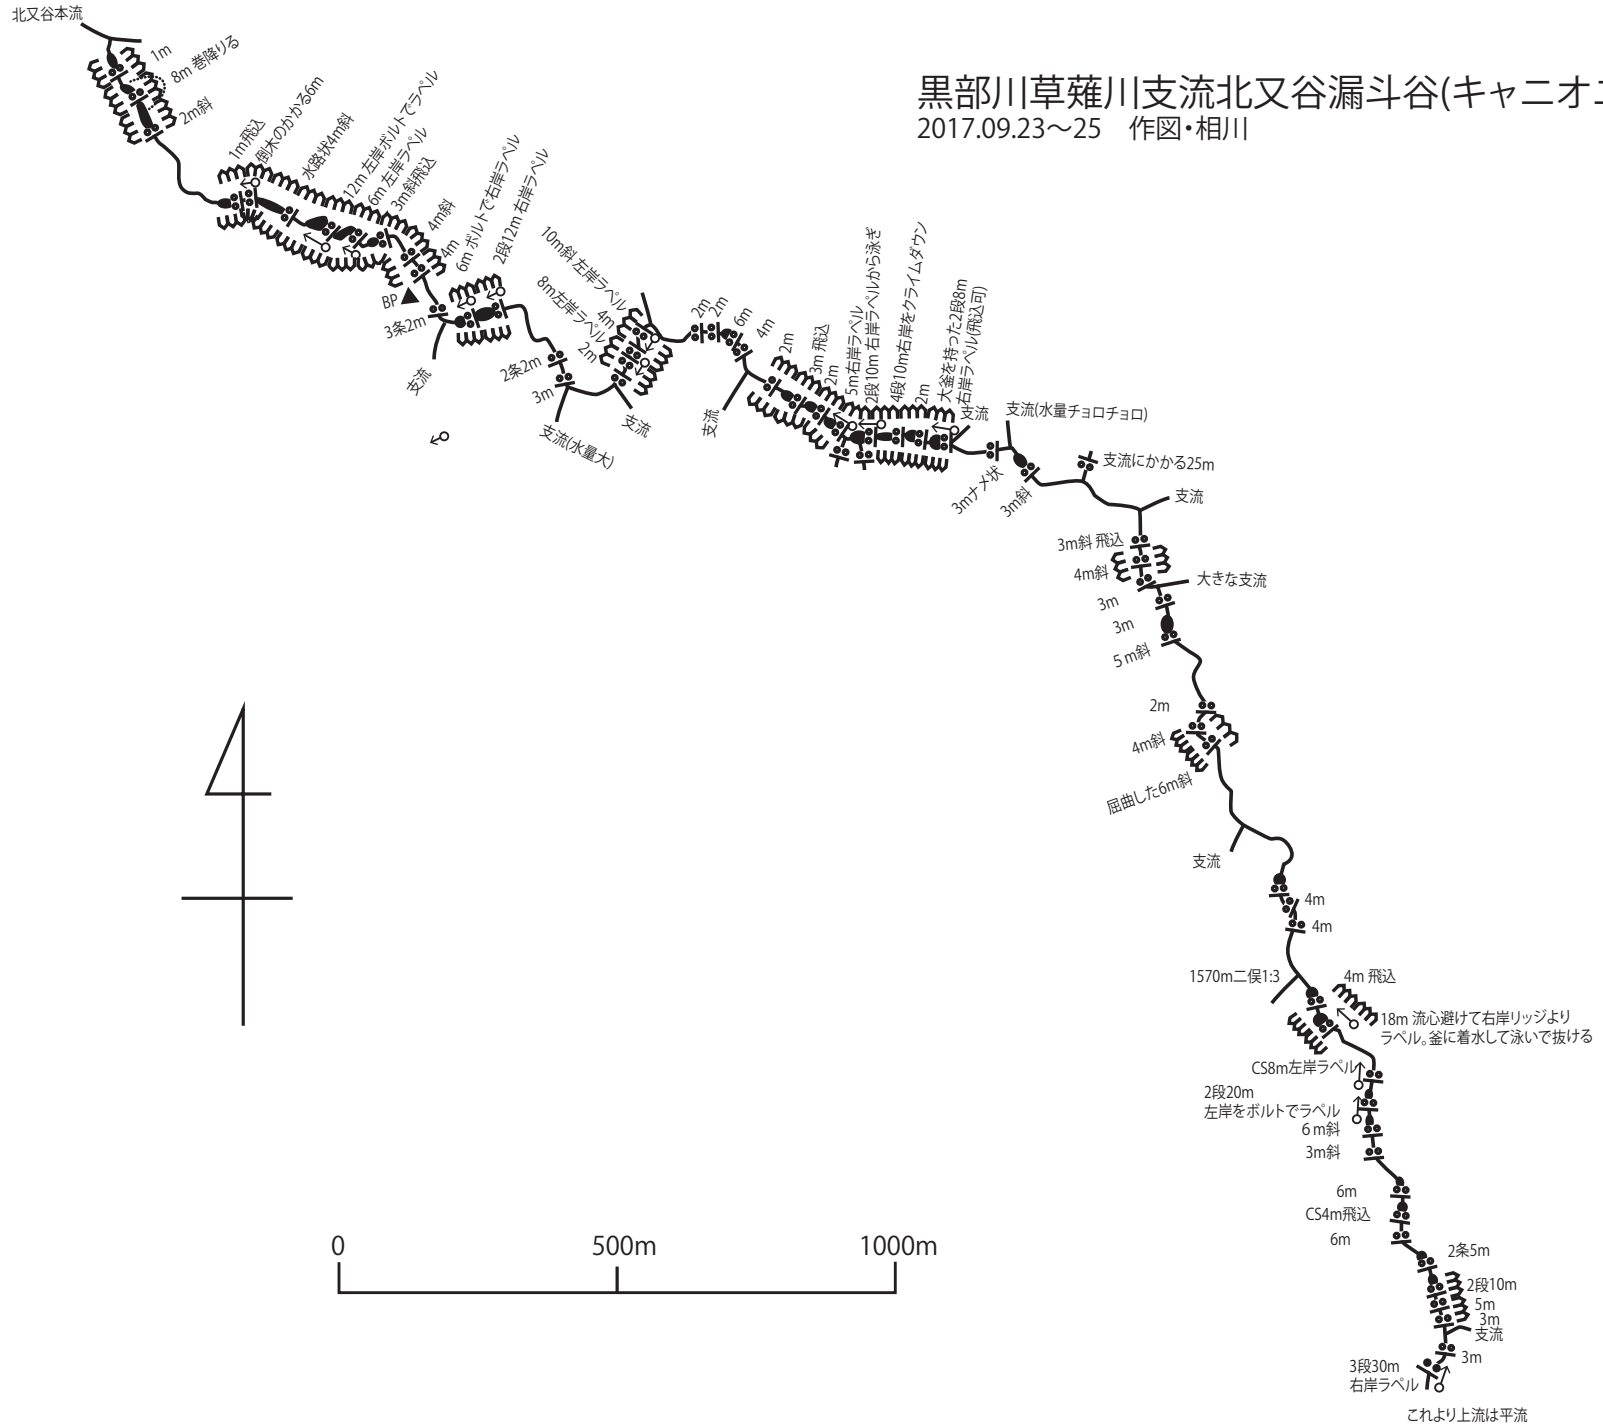 北又谷本流
黒部川草薙川支流北又谷漏斗谷(キャニオニ
2017.09.23～25　作図・相川
1m
8m 巻降りる
2m斜
1m飛込
倒木のかかる6m
水路状4m斜
12m 左岸ボルトでラペル
6m 左岸ラペル
3m斜飛込
4m斜
4m
BP
3条2m
支流
6m ボルトで右岸ラペル
2段12m 右岸ラペル
2条2m
3m
支流(水量大)
支流
10m斜 左岸ラペル
8m左岸ラペル
4m
2m
2m
2m
6m
4m
支流
2m
3m 飛込
2m
5m右岸ラペル
2段10m 右岸ラペルから泳ぎ
4段10m右岸をクライムダウン
2m
大釜を持った2段8m
右岸ラペル(飛込可)
支流
支流(水量チョロチョロ)
3mナメ状
3m斜
支流にかかる25m
支流
3m斜 飛込
4m斜
大きな支流
3m
3m
5m斜
2m
4m斜
屈曲した6m斜
支流
4m
4m
1570m二俣1:3
4m 飛込
18m 流心避けて右岸リッジより
ラペル。釜に着水して泳いで抜ける
CS8m左岸ラペル
2段20m
左岸をボルトでラペル
6m斜
3m斜
6m
CS4m飛込
6m
2条5m
2段10m
5m
3m
支流
3m
3段30m
右岸ラペル
これより上流は平流
0
500m
1000m